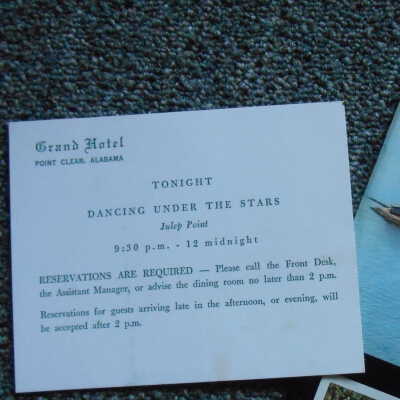 Grand Hotel
POINT CLEAR, ALABAMA
TONIGHT
DANCING UNDER THE STARS
Julep Point
9:30 p.m. - 12 midnight
RESERVATIONS ARE REQUIRED — Please call the Front Desk,
the Assistant Manager, or advise the dining room no later than 2 p.m.
Reservations for guests arriving late in the afternoon, or evening, will
be accepted after 2 p.m.